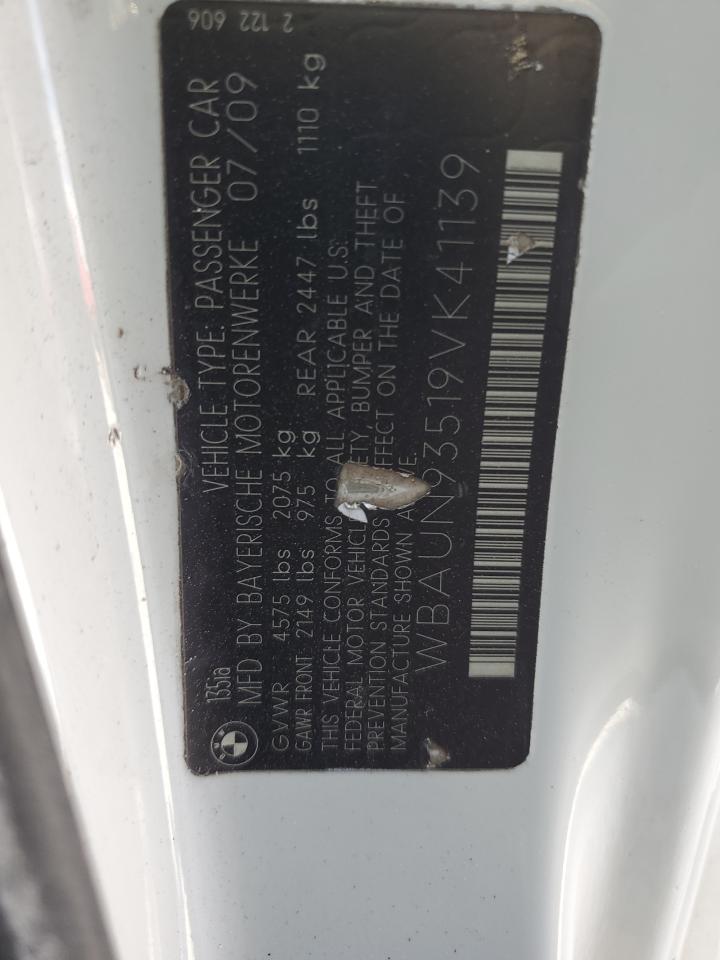 2 122 606
135ia
VEHICLE TYPE: PASSENGER CAR
MFD BY BAYERISCHE MOTORENWERKE 07/09
GVWR 4575 lbs 2075 kg
GAWR FRONT 2149 lbs 975 kg REAR 2447 lbs 1110 kg
THIS VEHICLE CONFORMS TO ALL APPLICABLE U.S.
FEDERAL MOTOR VEHICL ETY, BUMPER AND THEFT
PREVENTION STANDARDS FFECT ON THE DATE OF
MANUFACTURE SHOWN A E.
WBAUN93519VK41139